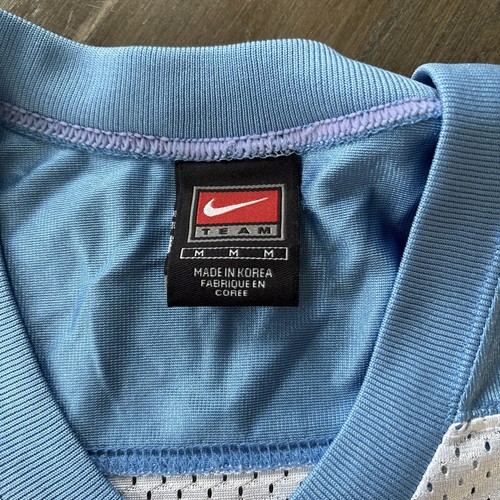 TEAM
M M M
MADE IN KOREA
FABRIQUE EN
COREE